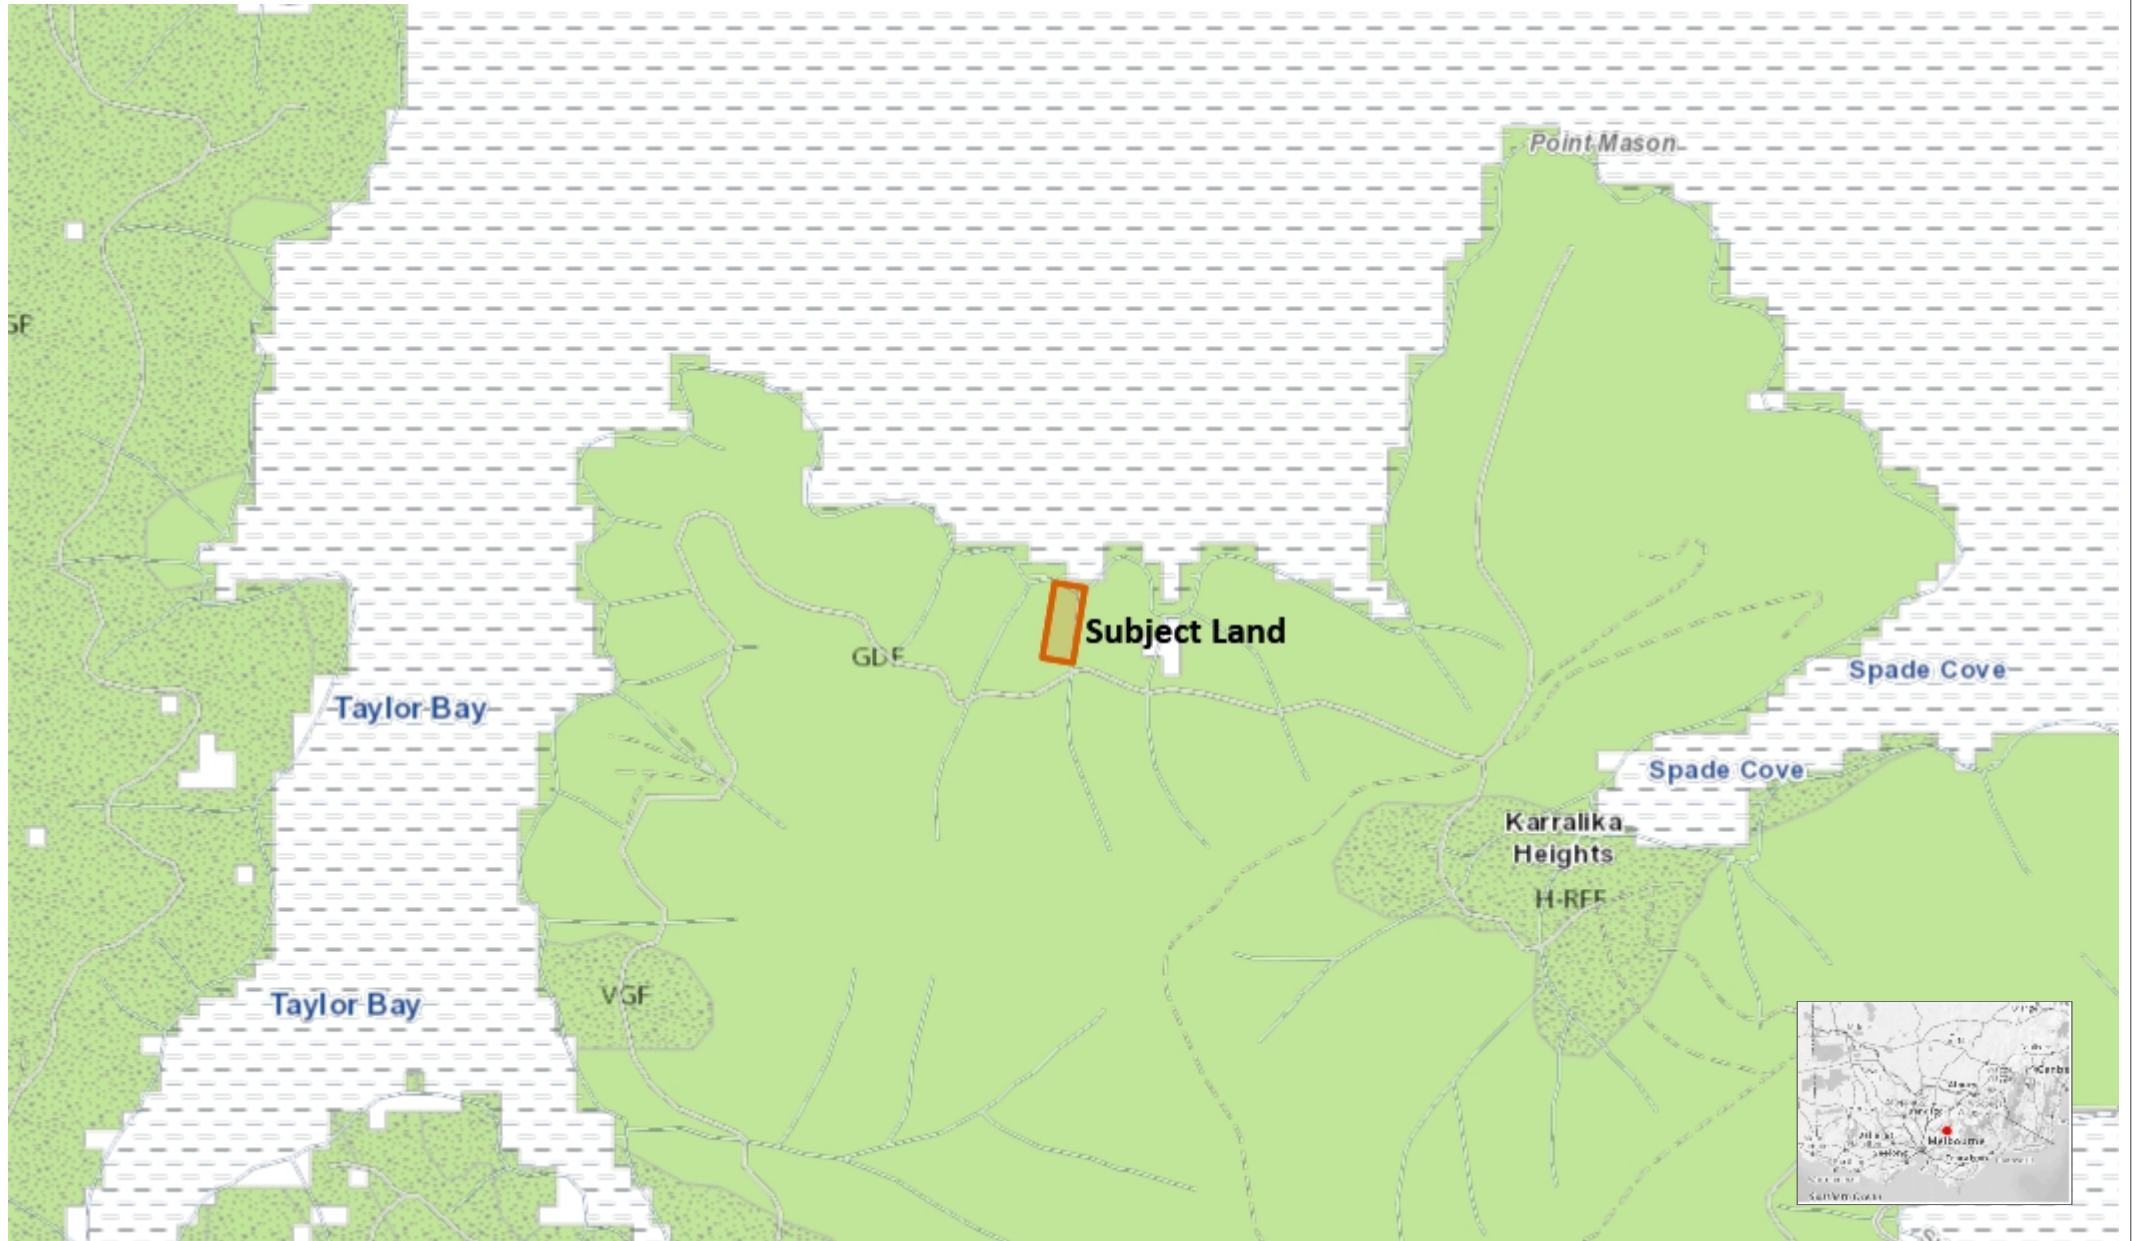 Point Mason
GDF
Subject Land
Spade Cove
Taylor Bay
Spade Cove
Karralika
Heights
H-RFF
VGF
Taylor Bay
Melbourne